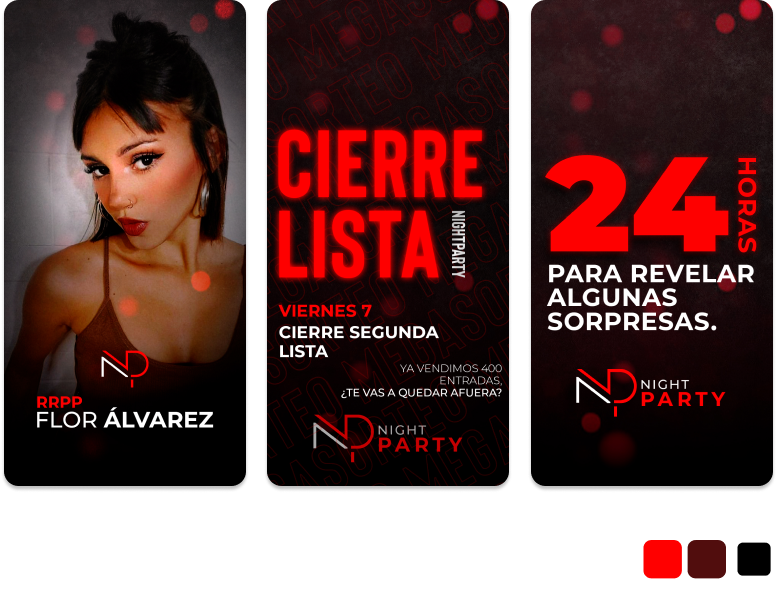 RRPP
FLOR ÁLVAREZ
CIERRE
LISTA
NIGHTPARTY
VIERNES 7
CIERRE SEGUNDA
LISTA
YA VENDIMOS 400
ENTRADAS,
¿TE VAS A QUEDAR AFUERA?
NIGHT
PARTY
24
HORAS
PARA REVELAR
ALGUNAS
SORPRESAS.
NIGHT
PARTY